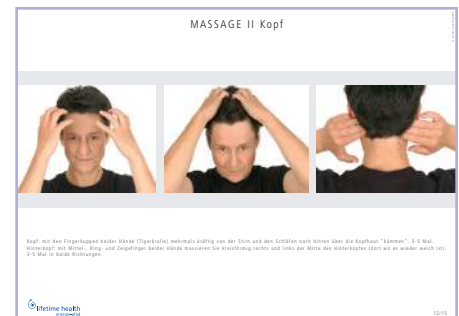 MASSAGE II Kopf
Kopf: mit den Fingerkuppen beider Hände (Tigerkralle) mehrmals kräftig von der Stirn und den Schläfen nach hinten über die Kopfhaut "kämmen". 3-5 Mal.
Hinterkopf: mit Mittel-, Ring- und Zeigefinger beider Hände massieren Sie kreisförmig rechts und links der Mitte des Hinterkopfes (dort wo es wieder weich ist).
3-5 Mal in beide Richtungen.
lifetime health
12/15